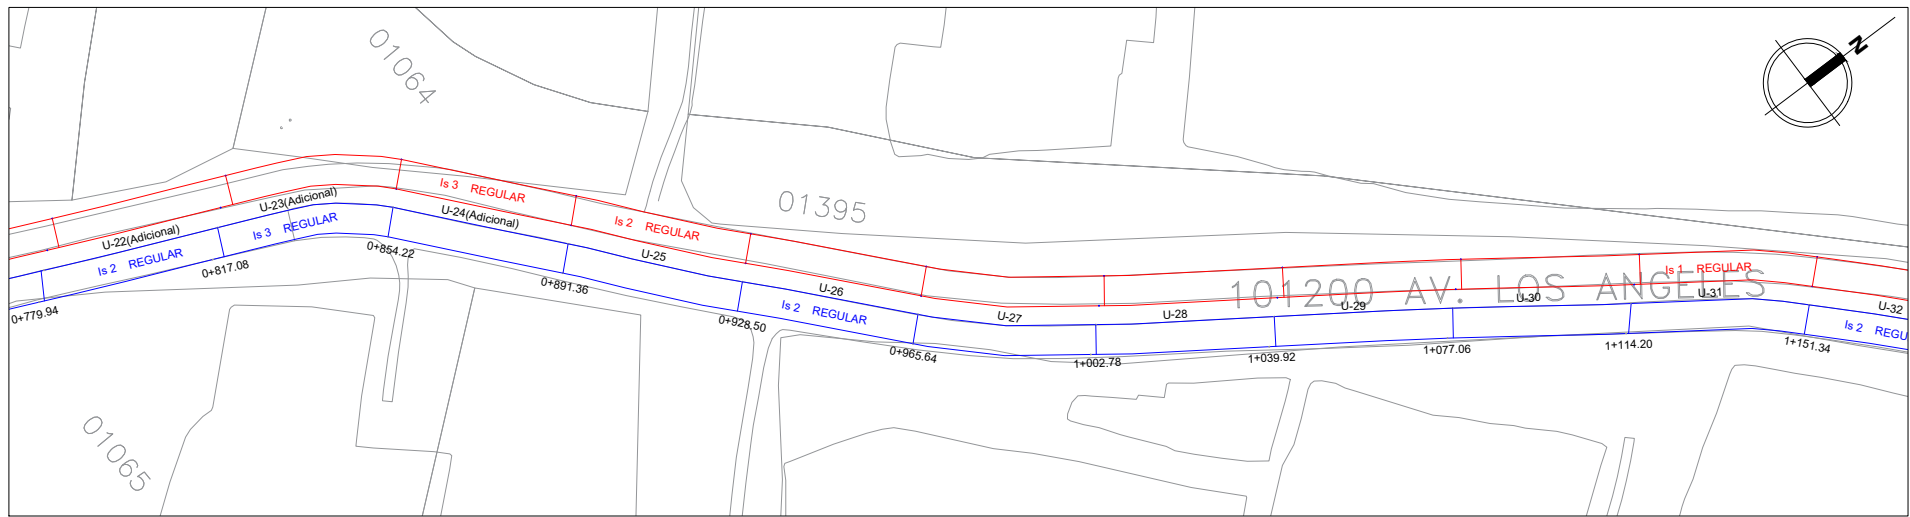 01064
N
Is 3 REGULAR
01395
U-23(Adicional)
U-24(Adicional)
Is 2 REGULAR
U-22(Adicional)
Is 3 REGULAR
Is 2 REGULAR
0+854.22
U-25
0+817.08
0+891.36
U-26
Is 1 REGULAR
101200 AV. LOS ANGELES
U-27
U-28
U-29
U-30
U-31
U-32
0+779.94
0+928.50
Is 2 REGULAR
Is 2 REGU
0+965.64
1+002.78
1+039.92
1+077.06
1+114.20
1+151.34
01065